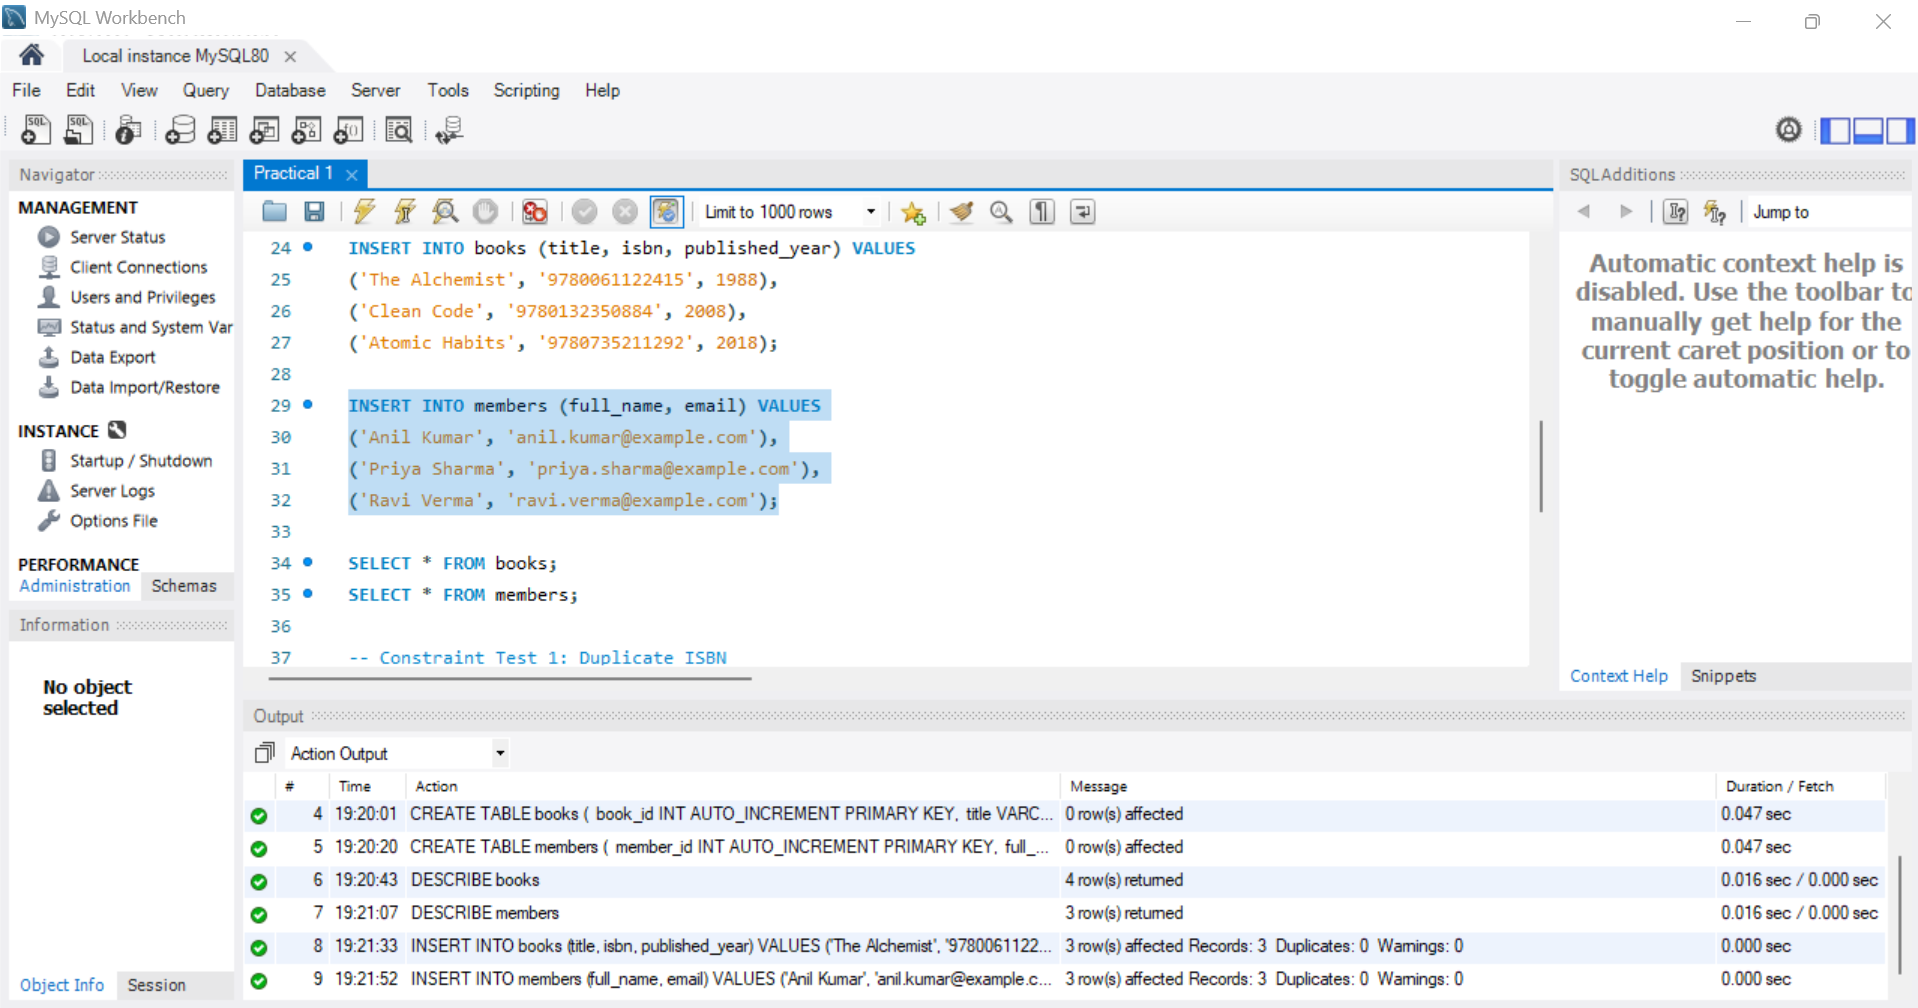 MySQL Workbench
Local instance MySQL80
File Edit View Query Database Server Tools Scripting Help
Navigator
MANAGEMENT
Server Status
Client Connections
Users and Privileges
Status and System Var
Data Export
Data Import/Restore
INSTANCE
Startup / Shutdown
Server Logs
Options File
PERFORMANCE
Administration Schemas
Information
No object
selected
Object Info Session
Practical 1
Limit to 1000 rows
24 INSERT INTO books (title, isbn, published_year) VALUES
25 ('The Alchemist', '9780061122415', 1988),
26 ('Clean Code', '9780132350884', 2008),
27 ('Atomic Habits', '9780735211292', 2018);
28
29 INSERT INTO members (full_name, email) VALUES
30 ('Anil Kumar', 'anil.kumar@example.com'),
31 ('Priya Sharma', 'priya.sharma@example.com'),
32 ('Ravi Verma', 'ravi.verma@example.com');
33
34 SELECT * FROM books;
35 SELECT * FROM members;
36
37 -- Constraint Test 1: Duplicate ISBN
SQLAdditions
Jump to
Automatic context help is
disabled. Use the toolbar to
manually get help for the
current caret position or to
toggle automatic help.
Context Help Snippets
Output
Action Output
# Time Action Message Duration / Fetch
4 19:20:01 CREATE TABLE books ( book_id INT AUTO_INCREMENT PRIMARY KEY, title VARC... 0 row(s) affected 0.047 sec
5 19:20:20 CREATE TABLE members ( member_id INT AUTO_INCREMENT PRIMARY KEY, full_... 0 row(s) affected 0.047 sec
6 19:20:43 DESCRIBE books 4 row(s) returned 0.016 sec / 0.000 sec
7 19:21:07 DESCRIBE members 3 row(s) returned 0.016 sec / 0.000 sec
8 19:21:33 INSERT INTO books (title, isbn, published_year) VALUES ('The Alchemist', '9780061122... 3 row(s) affected Records: 3 Duplicates: 0 Warnings: 0 0.000 sec
9 19:21:52 INSERT INTO members (full_name, email) VALUES ('Anil Kumar', 'anil.kumar@example.c... 3 row(s) affected Records: 3 Duplicates: 0 Warnings: 0 0.000 sec